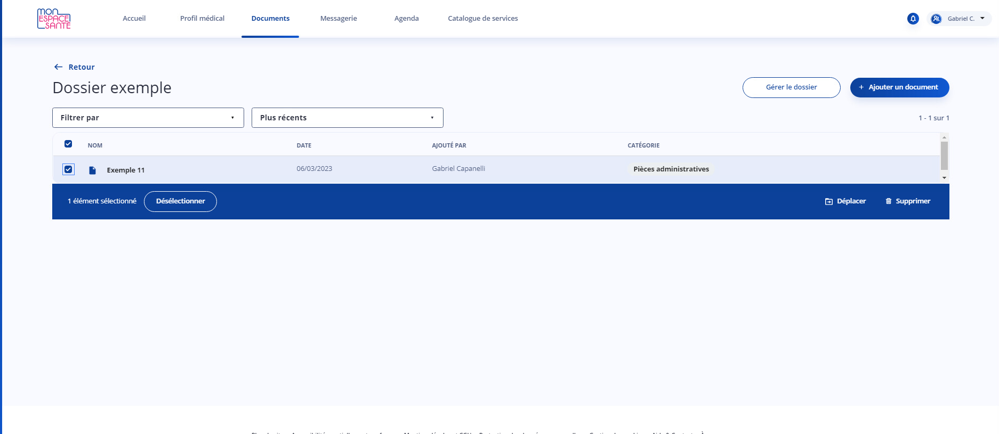 MON
ESPACE
SANTÉ
Accueil
Profil médical
Documents
Messagerie
Agenda
Catalogue de services
Gabriel C.
Retour
Dossier exemple
Gérer le dossier
+ Ajouter un document
Filtrer par
Plus récents
1 - 1 sur 1
NOM
DATE
AJOUTÉ PAR
CATÉGORIE
Exemple 11
06/03/2023
Gabriel Capanelli
Pièces administratives
1 élément sélectionné
Désélectionner
Déplacer
Supprimer